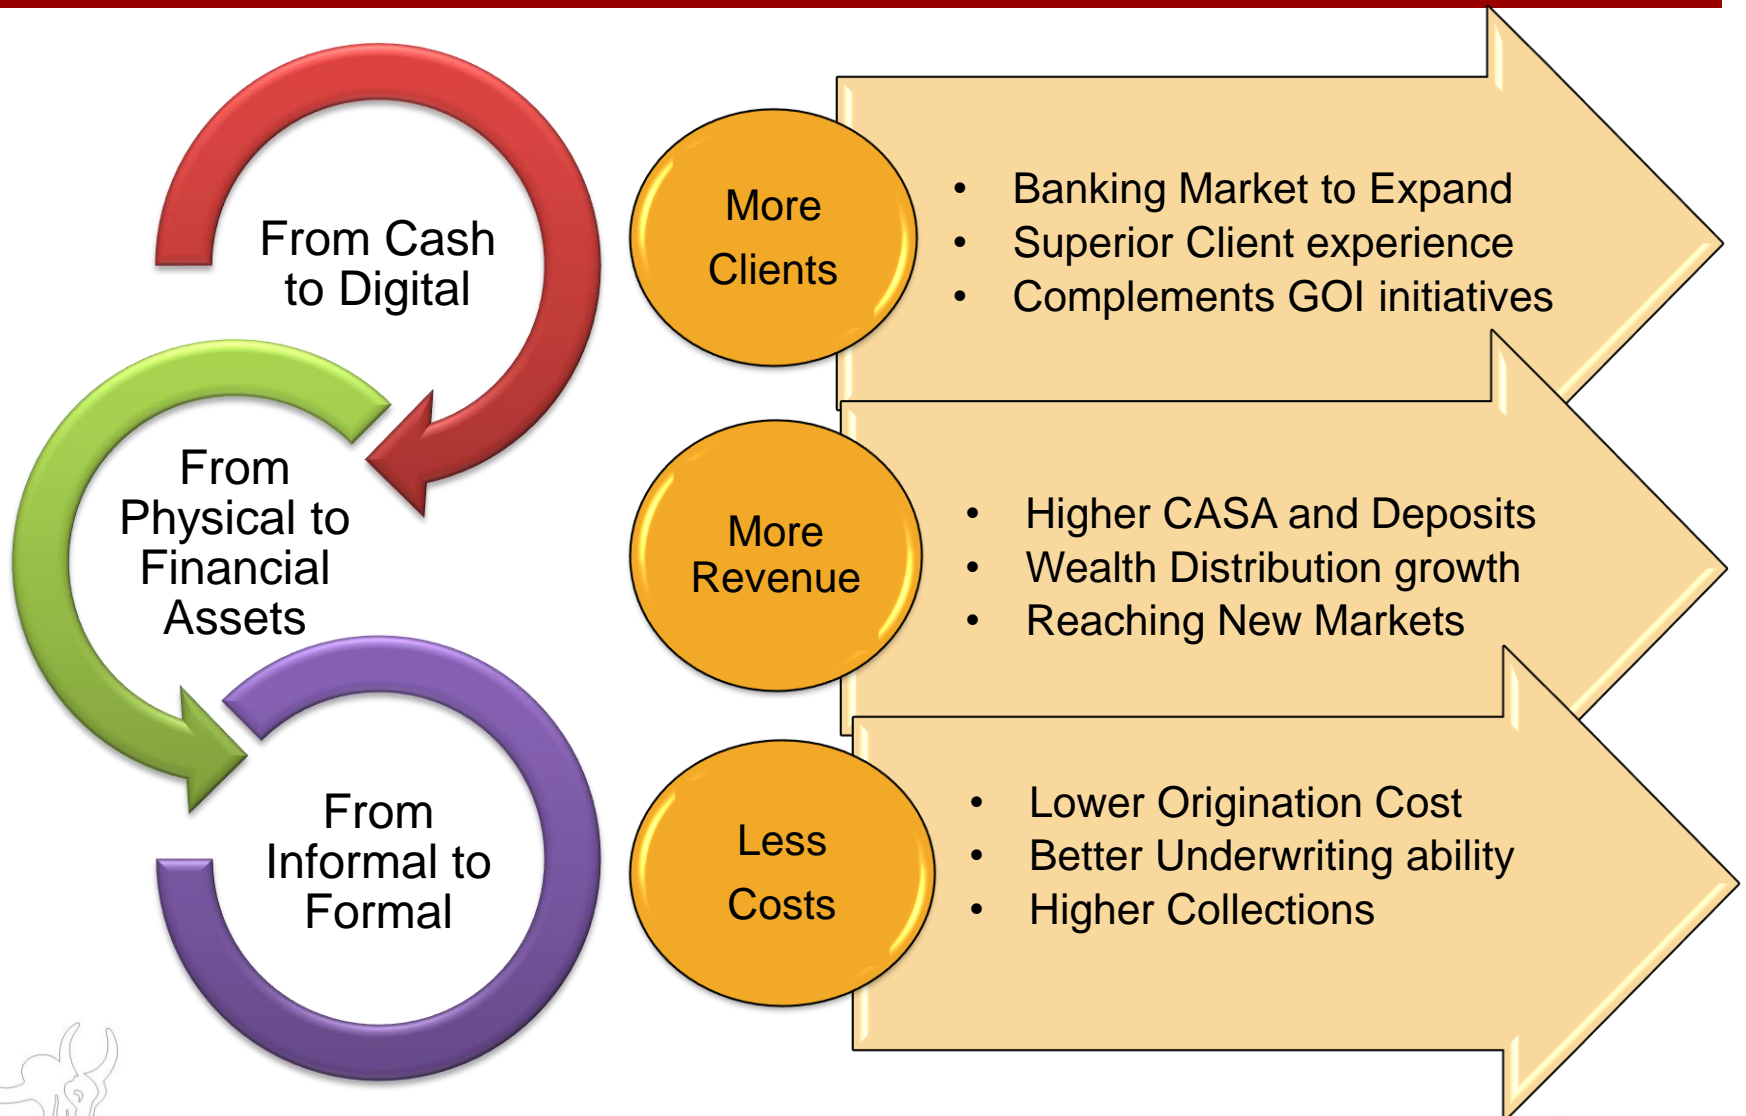 From Cash
to Digital
From
Physical to
Financial
Assets
From
Informal to
Formal
More
Clients
• Banking Market to Expand
• Superior Client experience
• Complements GOI initiatives
More
Revenue
• Higher CASA and Deposits
• Wealth Distribution growth
• Reaching New Markets
Less
Costs
• Lower Origination Cost
• Better Underwriting ability
• Higher Collections